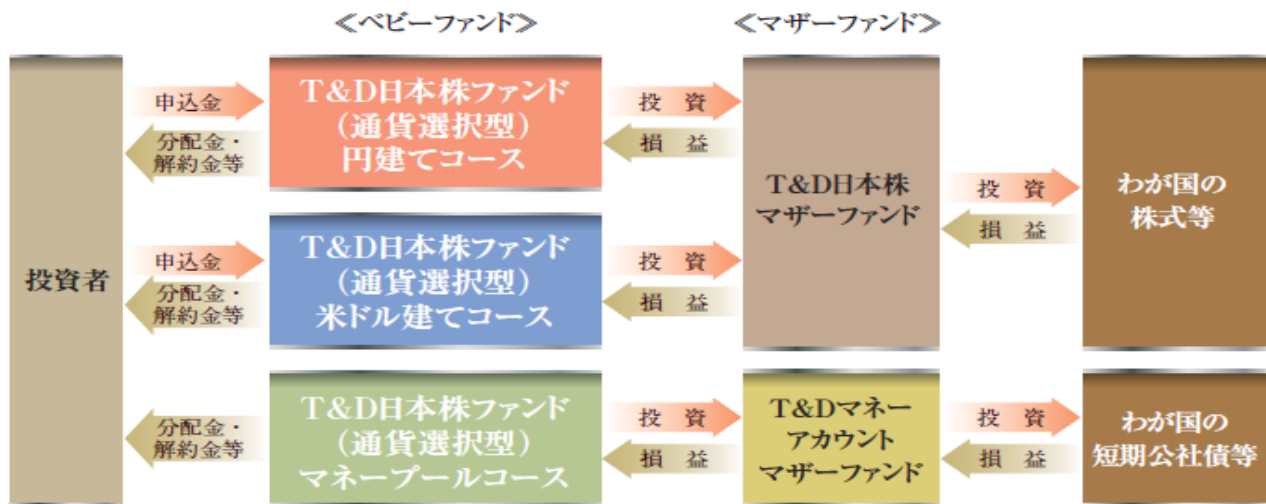 ≪ベビーファンド≫
≪マザーファンド≫
投資者
申込金
分配金・
解約金等
T&D日本株ファンド
(通貨選択型)
円建てコース
投 資
損 益
申込金
分配金・
解約金等
T&D日本株ファンド
(通貨選択型)
米ドル建てコース
投 資
損 益
T&D日本株
マザーファンド
投 資
損 益
わが国の
株式等
分配金・
解約金等
T&D日本株ファンド
(通貨選択型)
マネープールコース
投 資
損 益
T&Dマネー
アカウント
マザーファンド
投 資
損 益
わが国の
短期公社債等